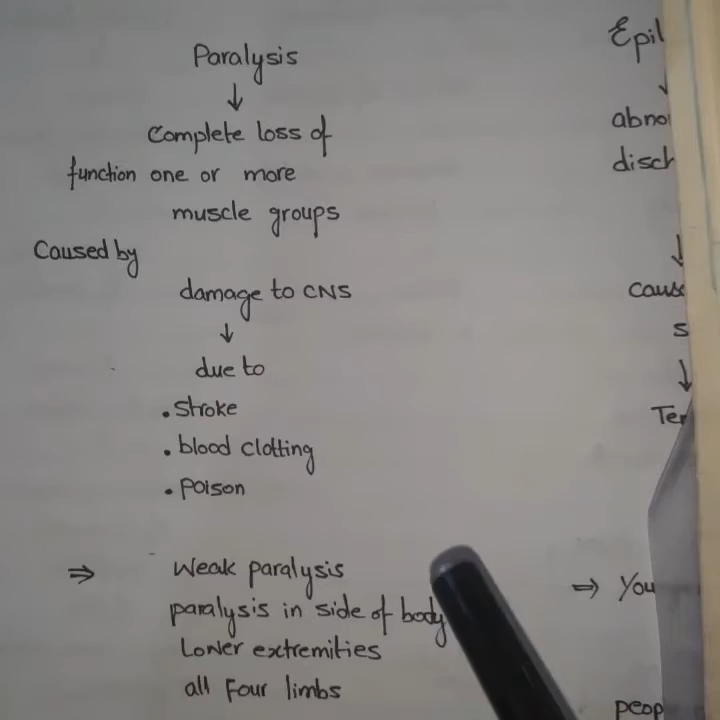 Paralysis
↓
Complete loss of
function one or more
muscle groups
Caused by
damage to CNS
↓
due to
. Stroke
. blood clotting
. Poison
⇒ Weak paralysis
paralysis in side of body
Lower extremities
all Four limbs
Epil
↓
abno
disch
↓
cause
s
↓
Ter
⇒ You
peop